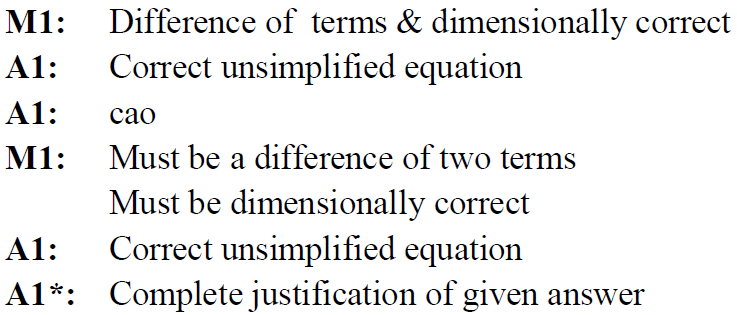 M1: Difference of terms & dimensionally correct
A1: Correct unsimplified equation
A1: cao
M1: Must be a difference of two terms
Must be dimensionally correct
A1: Correct unsimplified equation
A1*: Complete justification of given answer